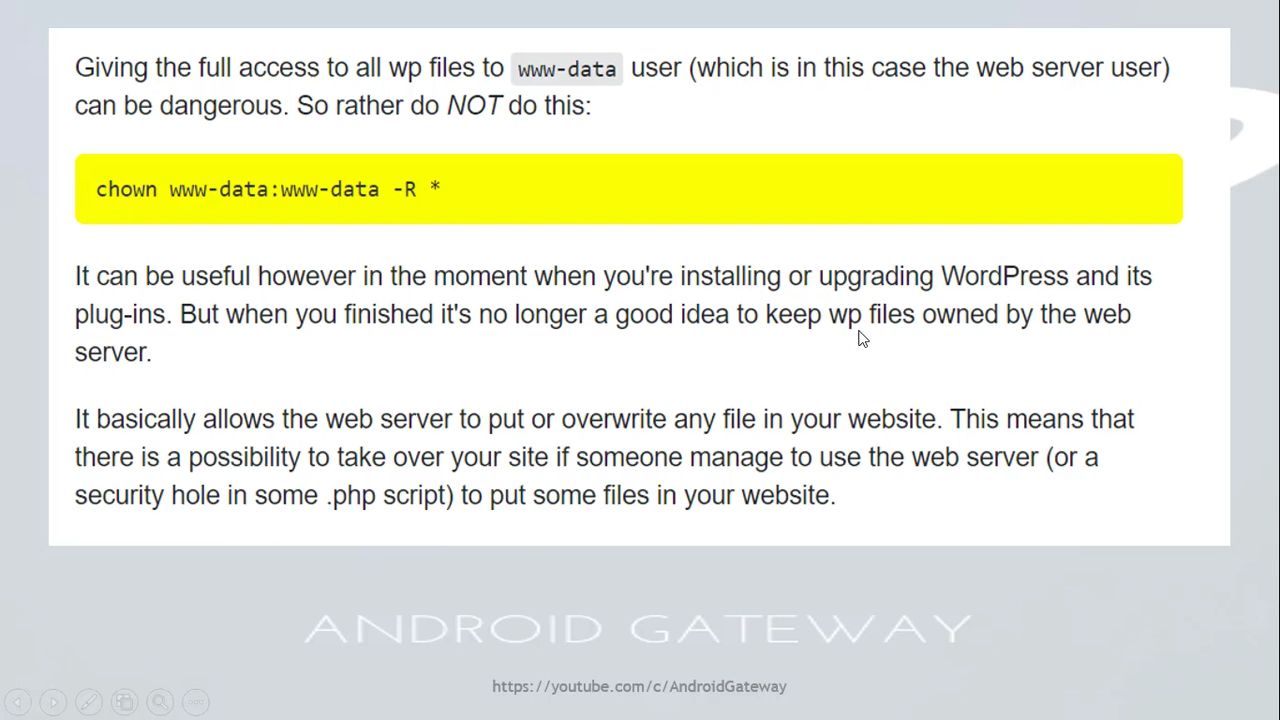 Giving the full access to all wp files to www-data user (which is in this case the web server user)
can be dangerous. So rather do NOT do this:
chown www-data:www-data -R *
It can be useful however in the moment when you're installing or upgrading WordPress and its
plug-ins. But when you finished it's no longer a good idea to keep wp files owned by the web
server.
It basically allows the web server to put or overwrite any file in your website. This means that
there is a possibility to take over your site if someone manage to use the web server (or a
security hole in some .php script) to put some files in your website.
ANDROID GATEWAY
https://youtube.com/c/AndroidGateway